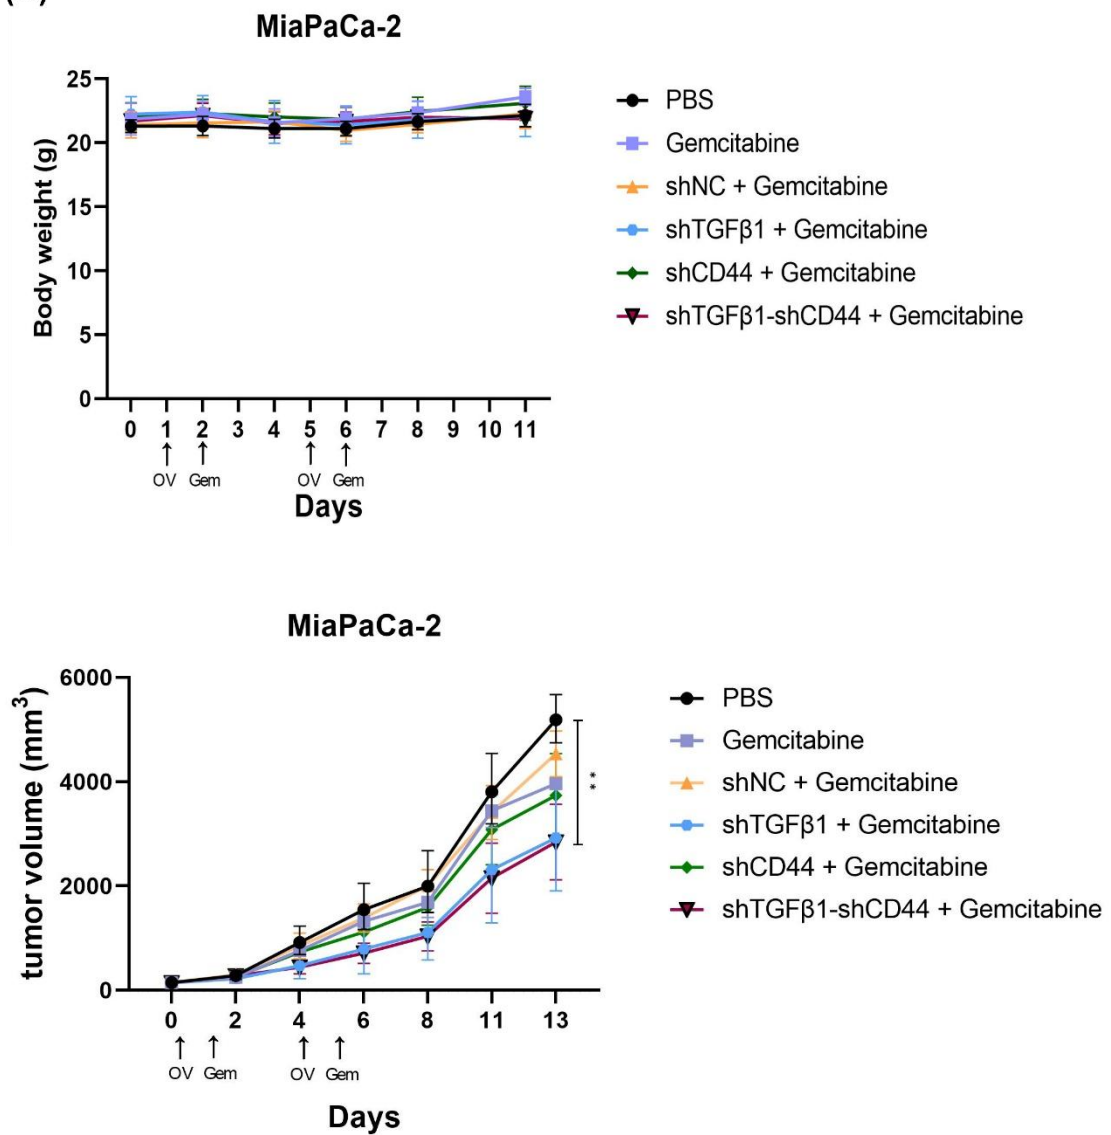 MiaPaCa-2
Body weight (g)
25
20
15
10
5
0
0 1 2 3 4 5 6 7 8 9 10 11
OV Gem OV Gem
Days
PBS
Gemcitabine
shNC + Gemcitabine
shTGFβ1 + Gemcitabine
shCD44 + Gemcitabine
shTGFβ1-shCD44 + Gemcitabine
MiaPaCa-2
tumor volume (mm³)
6000
4000
2000
0
0 2 4 6 8 11 13
OV Gem OV Gem
Days
**
PBS
Gemcitabine
shNC + Gemcitabine
shTGFβ1 + Gemcitabine
shCD44 + Gemcitabine
shTGFβ1-shCD44 + Gemcitabine